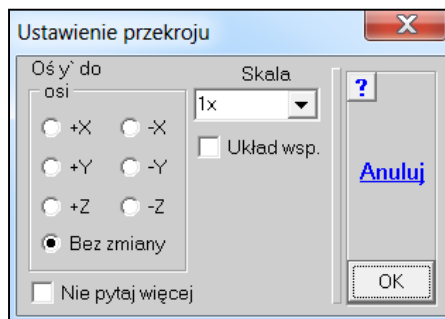 Ustawienie przekroju
X
Oś y` do
osi
+X
-X
+Y
-Y
+Z
-Z
Bez zmiany
Nie pytaj więcej
Skala
1x
Układ wsp.
?
Anuluj
OK